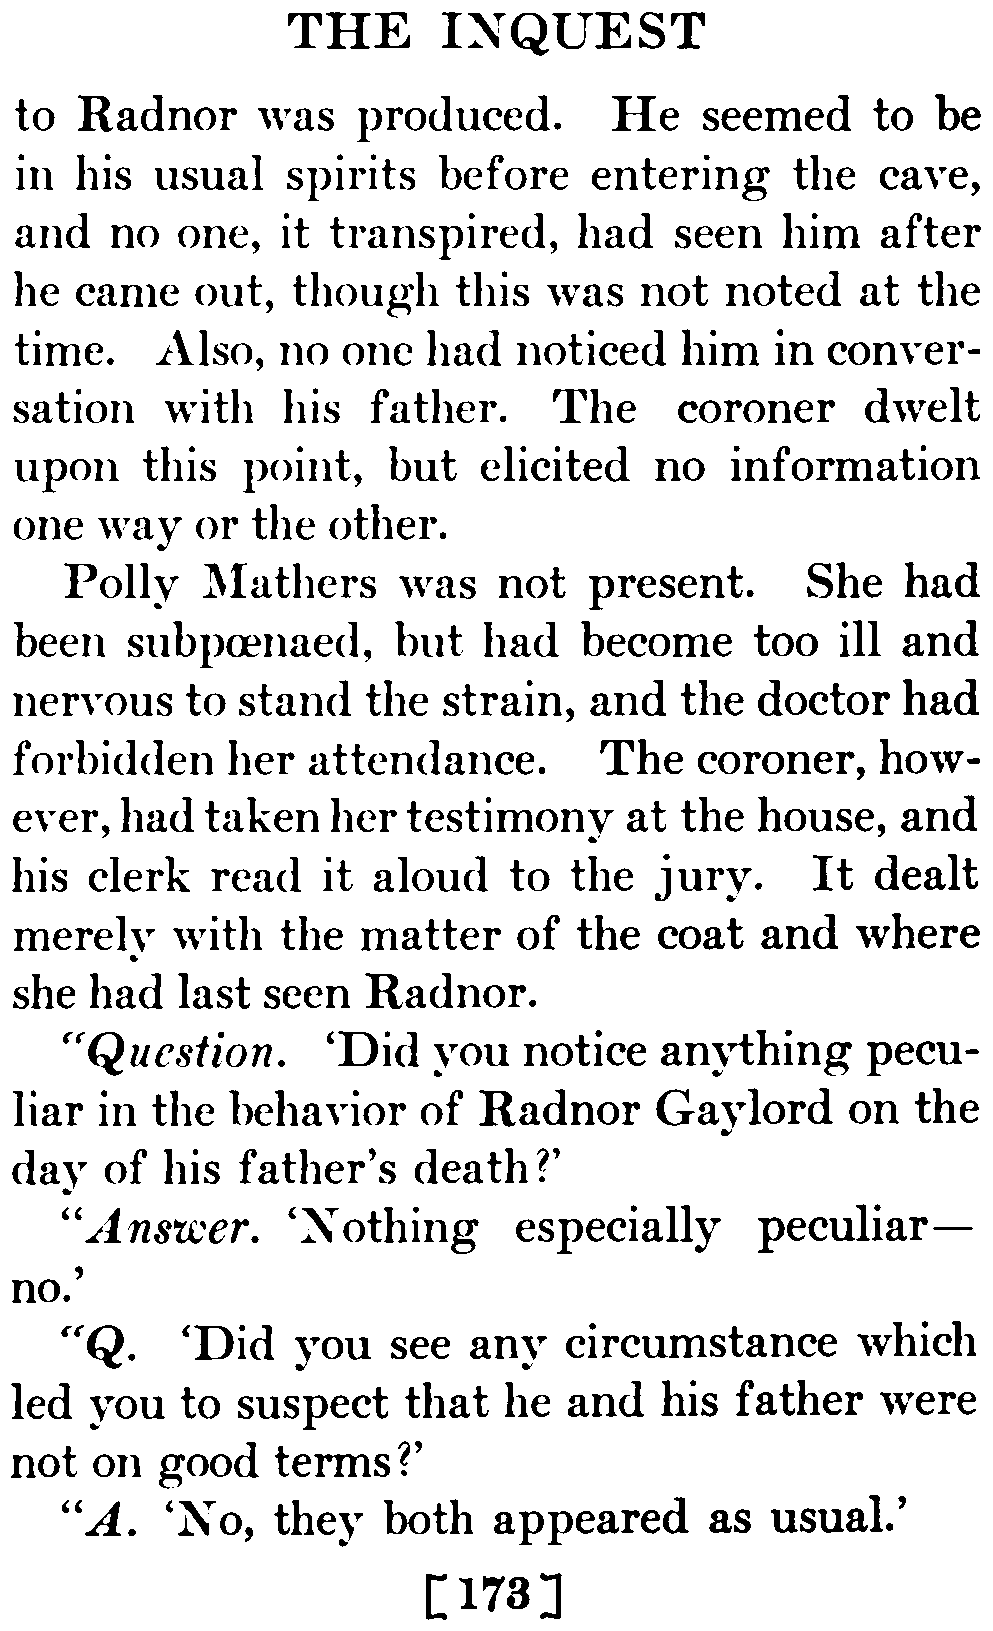 THE INQUEST
to Radnor was produced. He seemed to be
in his usual spirits before entering the cave,
and no one, it transpired, had seen him after
he came out, though this was not noted at the
time. Also, no one had noticed him in conver-
sation with his father. The coroner dwelt
upon this point, but elicited no information
one way or the other.
Polly Mathers was not present. She had
been subpœnaed, but had become too ill and
nervous to stand the strain, and the doctor had
forbidden her attendance. The coroner, how-
ever, had taken her testimony at the house, and
his clerk read it aloud to the jury. It dealt
merely with the matter of the coat and where
she had last seen Radnor.
"Question. 'Did you notice anything pecu-
liar in the behavior of Radnor Gaylord on the
day of his father's death?'
"Answer. 'Nothing especially peculiar—
no.'
"Q. 'Did you see any circumstance which
led you to suspect that he and his father were
not on good terms?'
"A. 'No, they both appeared as usual.'
[173]